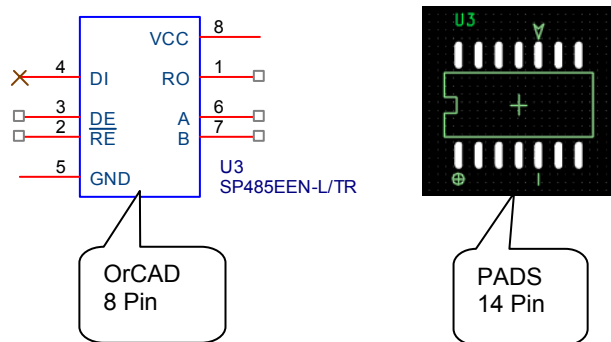 VCC
8
4
DI
RO
1
3
DE
A
6
2
RE
B
7
5
GND
U3
SP485EEN-L/TR
OrCAD
8 Pin
U3
PADS
14 Pin